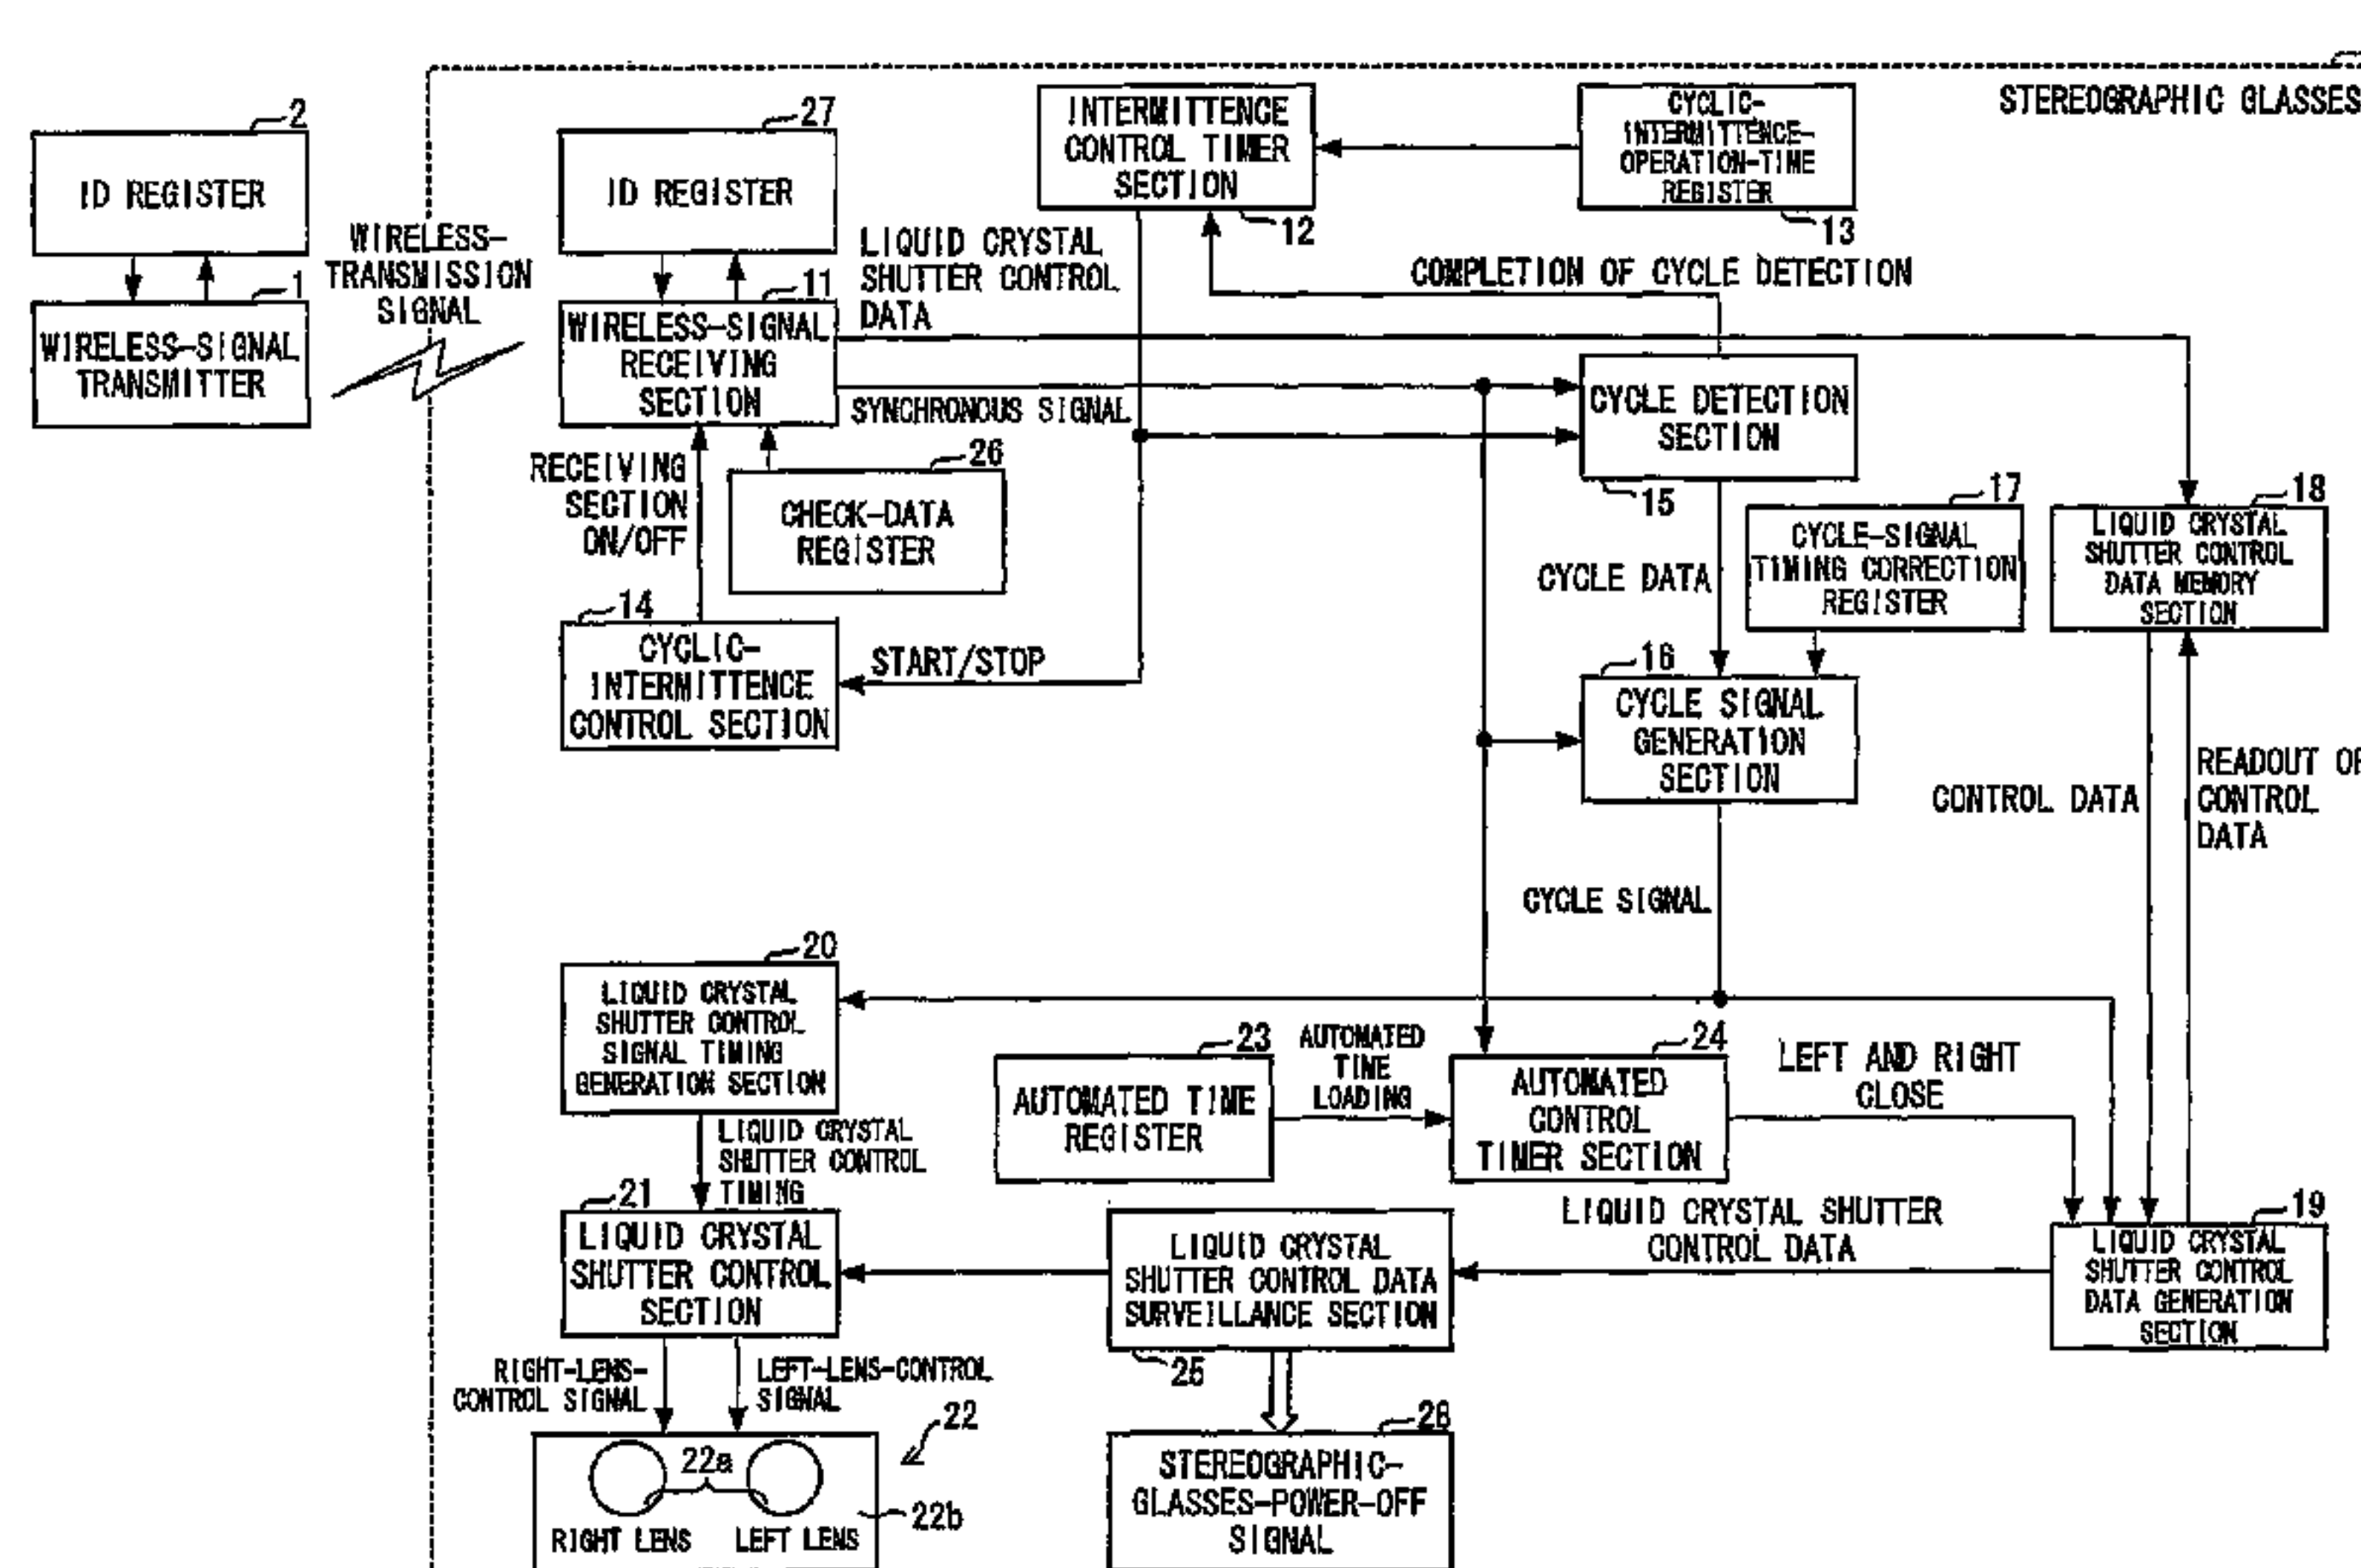 STEREOGRAPHIC GLASSES
2
ID REGISTER
1
WIRELESS-SIGNAL
TRANSMITTER
WIRELESS-
TRANSMISSION
SIGNAL
27
ID REGISTER
11
WIRELESS-SIGNAL
RECEIVING
SECTION
LIQUID CRYSTAL
SHUTTER CONTROL
DATA
SYNCHRONOUS SIGNAL
INTERMITTENCE
CONTROL TIMER
SECTION
12
CYCLIC-
INTERMITTENCE-
OPERATION-TIME
REGISTER
13
COMPLETION OF CYCLE DETECTION
CYCLE DETECTION
SECTION
15
RECEIVING
SECTION
ON/OFF
26
CHECK-DATA
REGISTER
14
CYCLIC-
INTERMITTENCE
CONTROL SECTION
START/STOP
CYCLE DATA
17
CYCLE-SIGNAL
TIMING CORRECTION
REGISTER
18
LIQUID CRYSTAL
SHUTTER CONTROL
DATA MEMORY
SECTION
16
CYCLE SIGNAL
GENERATION
SECTION
CONTROL DATA
READOUT OF
CONTROL
DATA
CYCLE SIGNAL
20
LIQUID CRYSTAL
SHUTTER CONTROL
SIGNAL TIMING
GENERATION SECTION
LIQUID CRYSTAL
SHUTTER CONTROL
TIMING
23
AUTOMATED TIME
REGISTER
AUTOMATED
TIME
LOADING
24
AUTOMATED
CONTROL
TIMER SECTION
LEFT AND RIGHT
CLOSE
21
LIQUID CRYSTAL
SHUTTER CONTROL
SECTION
LIQUID CRYSTAL
SHUTTER CONTROL DATA
SURVEILLANCE SECTION
25
LIQUID CRYSTAL SHUTTER
CONTROL DATA
19
LIQUID CRYSTAL
SHUTTER CONTROL
DATA GENERATION
SECTION
RIGHT-LENS-
CONTROL SIGNAL
LEFT-LENS-CONTROL
SIGNAL
22
22a
22b
RIGHT LENS
LEFT LENS
28
STEREOGRAPHIC-
GLASSES-POWER-OFF
SIGNAL